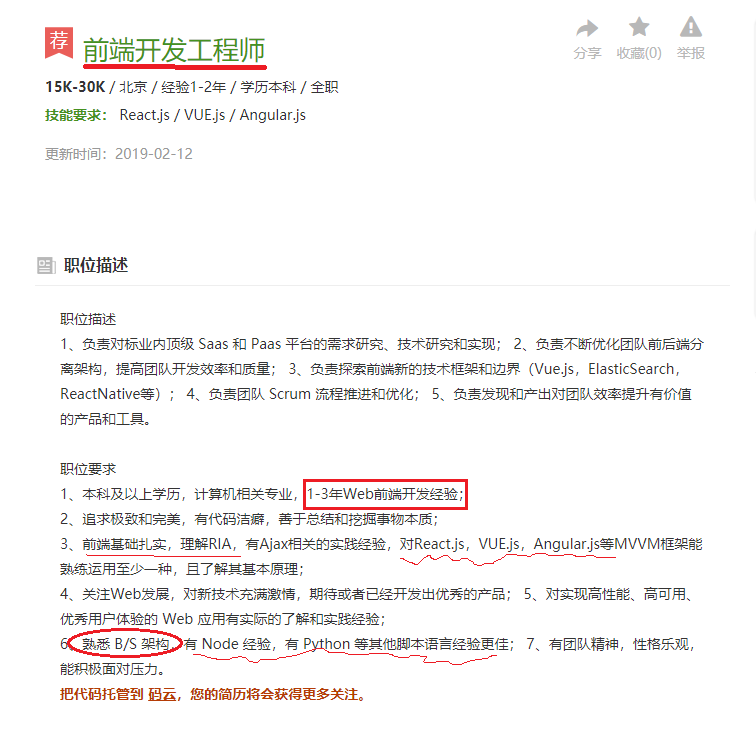 荐 前端开发工程师
分享 收藏(0) 举报
15K-30K / 北京 / 经验1-2年 / 学历本科 / 全职
技能要求： React.js / VUE.js / Angular.js
更新时间：2019-02-12
职位描述
职位描述
1、负责对标业内顶级 Saas 和 Paas 平台的需求研究、技术研究和实现； 2、负责不断优化团队前后端分
离架构，提高团队开发效率和质量； 3、负责探索前端新的技术框架和边界（Vue.js，ElasticSearch，
ReactNative等）； 4、负责团队 Scrum 流程推进和优化； 5、负责发现和产出对团队效率提升有价值
的产品和工具。
职位要求
1、本科及以上学历，计算机相关专业，1-3年Web前端开发经验；
2、追求极致和完美，有代码洁癖，善于总结和挖掘事物本质；
3、前端基础扎实，理解RIA，有Ajax相关的实践经验，对React.js，VUE.js，Angular.js等MVVM框架能
熟练运用至少一种，且了解其基本原理；
4、关注Web发展，对新技术充满激情，期待或者已经开发出优秀的产品； 5、对实现高性能、高可用、
优秀用户体验的 Web 应用有实际的了解和实践经验；
6、熟悉 B/S 架构，有 Node 经验，有 Python 等其他脚本语言经验更佳； 7、有团队精神，性格乐观，
能积极面对压力。
把代码托管到 码云，您的简历将会获得更多关注。